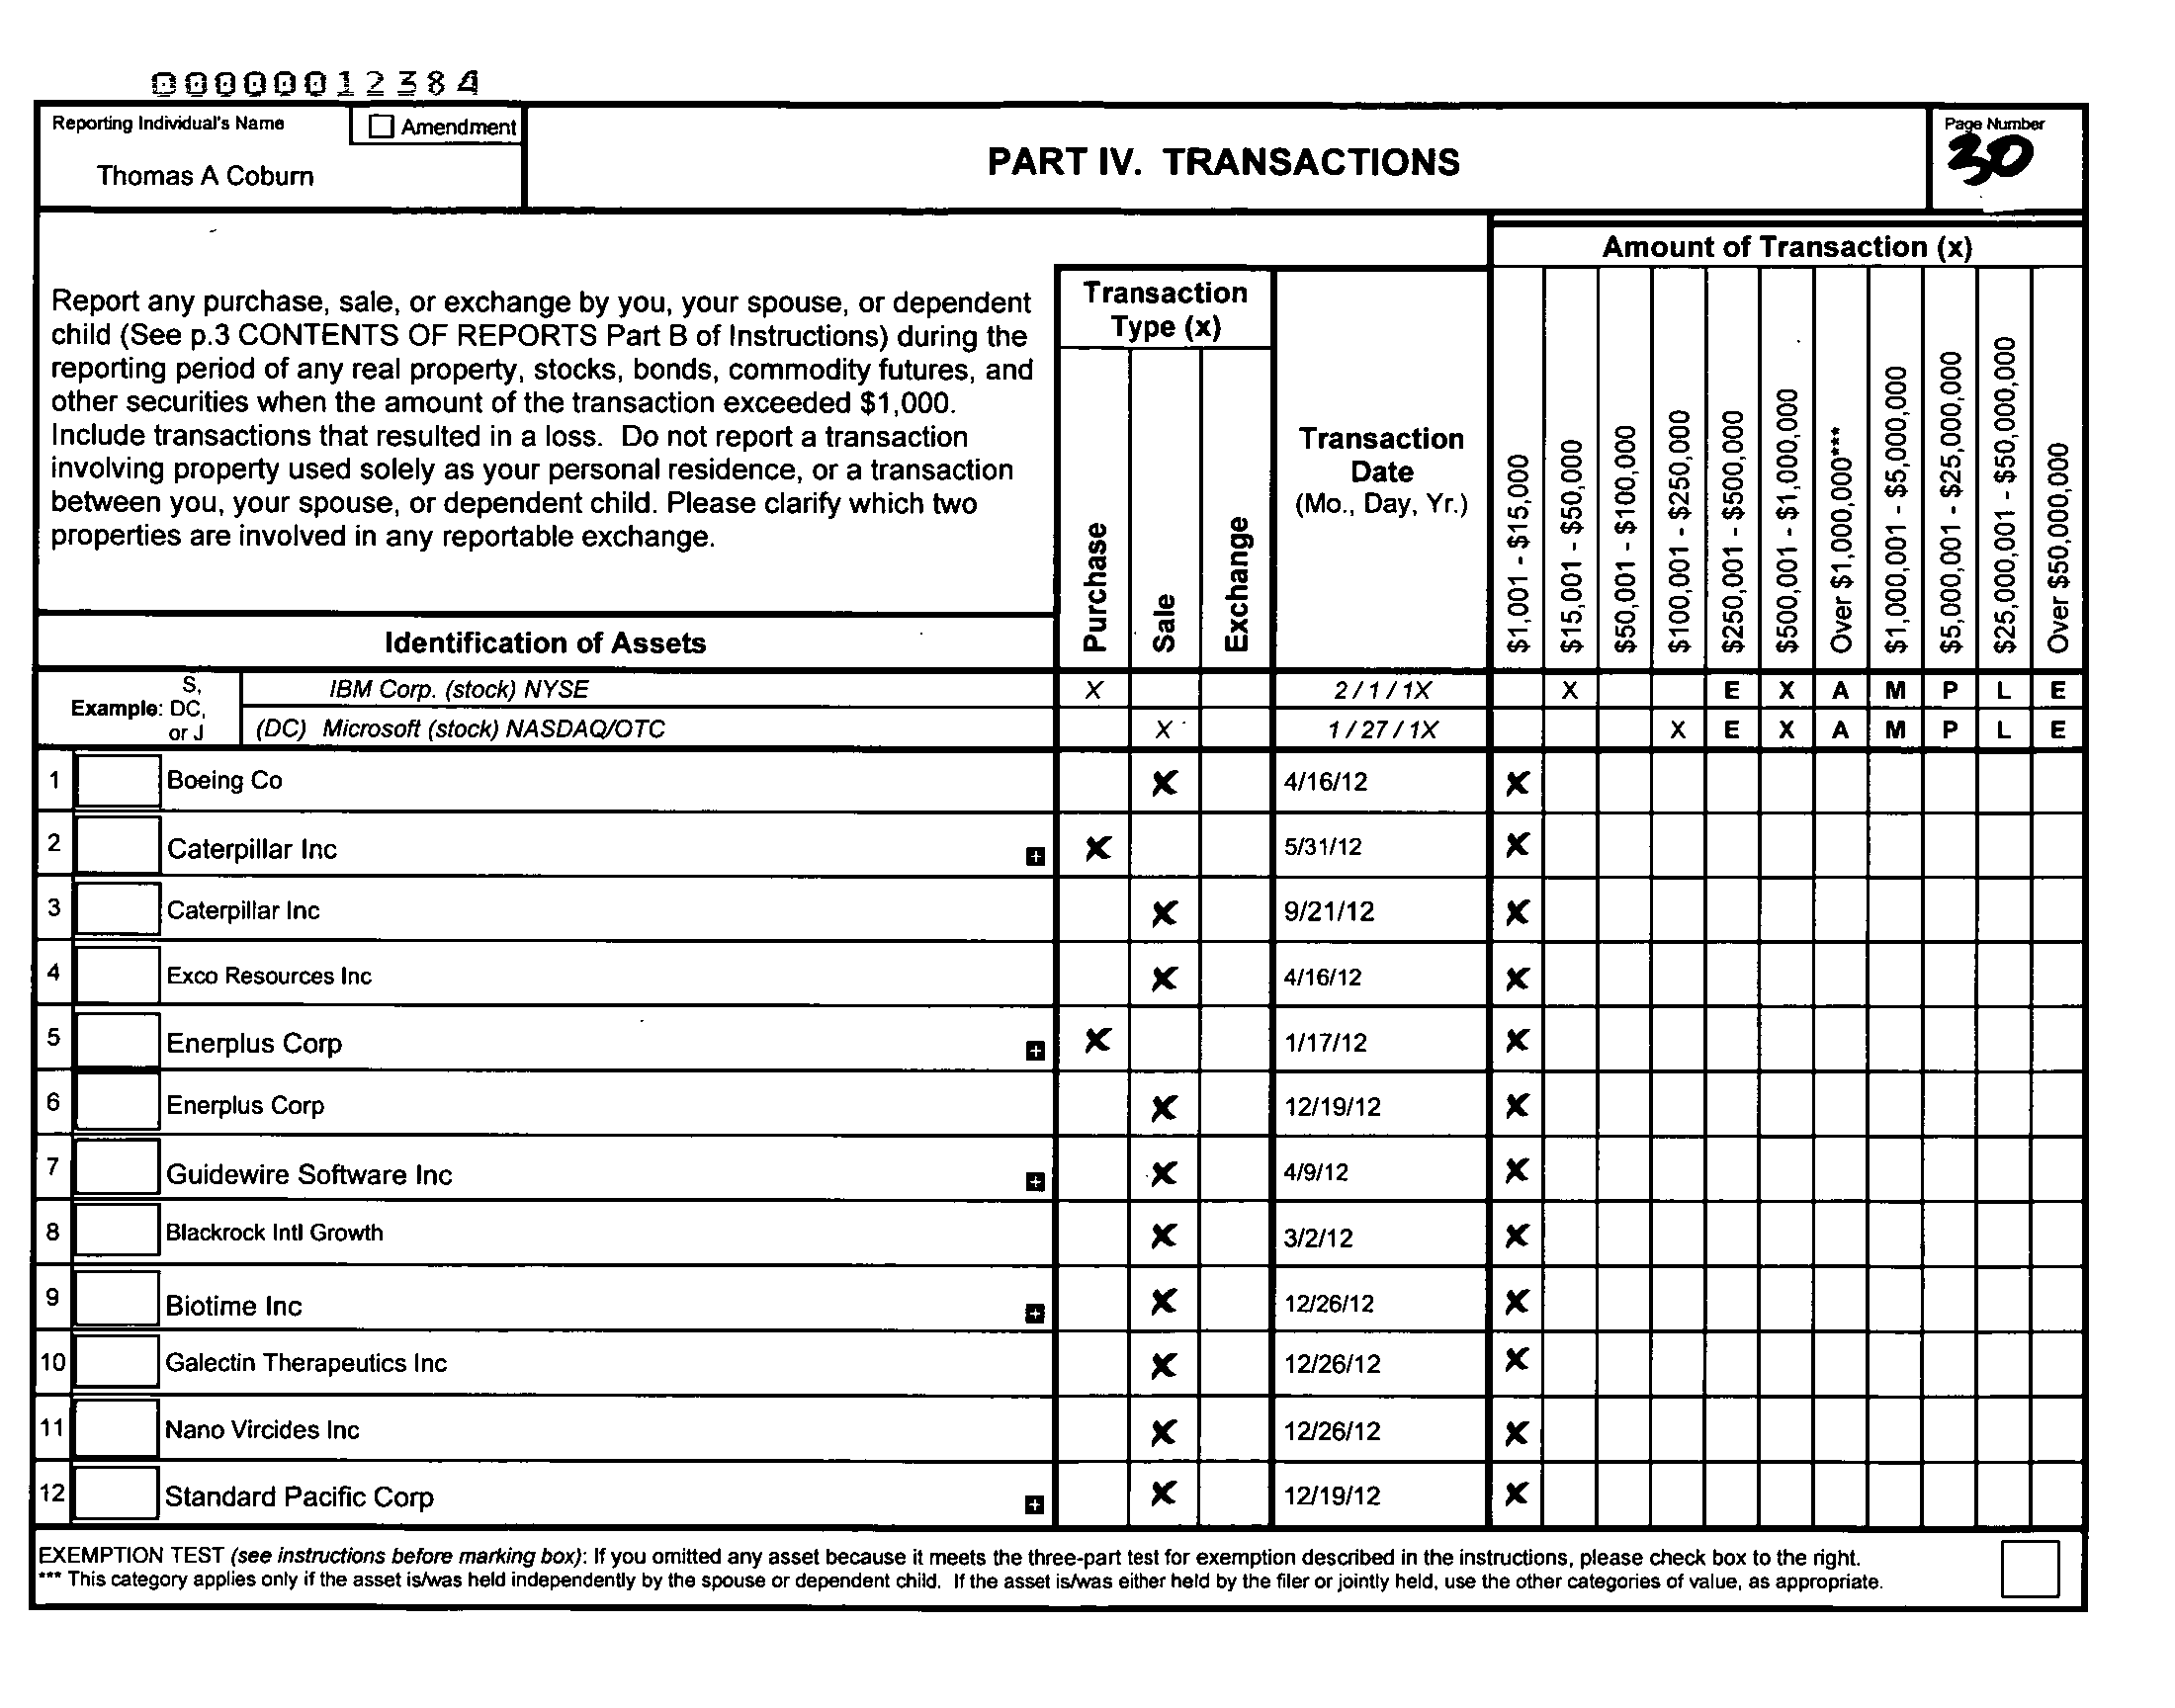 000000012384
Reporting Individual's Name
☐ Amendment
Thomas A Coburn
PART IV. TRANSACTIONS
Page Number
30
Amount of Transaction (x)
Report any purchase, sale, or exchange by you, your spouse, or dependent
child (See p.3 CONTENTS OF REPORTS Part B of Instructions) during the
reporting period of any real property, stocks, bonds, commodity futures, and
other securities when the amount of the transaction exceeded $1,000.
Include transactions that resulted in a loss. Do not report a transaction
involving property used solely as your personal residence, or a transaction
between you, your spouse, or dependent child. Please clarify which two
properties are involved in any reportable exchange.
Transaction
Type (x)
Purchase
Sale
Exchange
Transaction
Date
(Mo., Day, Yr.)
$1,001 - $15,000
$15,001 - $50,000
$50,001 - $100,000
$100,001 - $250,000
$250,001 - $500,000
$500,001 - $1,000,000
Over $1,000,000***
$1,000,001 - $5,000,000
$5,000,001 - $25,000,000
$25,000,001 - $50,000,000
Over $50,000,000
Identification of Assets
Example: S, DC, or J
IBM Corp. (stock) NYSE X 2 / 1 / 1X X E X A M P L E
(DC) Microsoft (stock) NASDAQ/OTC X 1 / 27 / 1X X E X A M P L E
1 Boeing Co X 4/16/12 X
2 Caterpillar Inc + X 5/31/12 X
3 Caterpillar Inc X 9/21/12 X
4 Exco Resources Inc X 4/16/12 X
5 Enerplus Corp + X 1/17/12 X
6 Enerplus Corp X 12/19/12 X
7 Guidewire Software Inc + X 4/9/12 X
8 Blackrock Intl Growth X 3/2/12 X
9 Biotime Inc + X 12/26/12 X
10 Galectin Therapeutics Inc X 12/26/12 X
11 Nano Vircides Inc X 12/26/12 X
12 Standard Pacific Corp + X 12/19/12 X
EXEMPTION TEST (see instructions before marking box): If you omitted any asset because it meets the three-part test for exemption described in the instructions, please check box to the right.
*** This category applies only if the asset is/was held independently by the spouse or dependent child. If the asset is/was either held by the filer or jointly held, use the other categories of value, as appropriate.